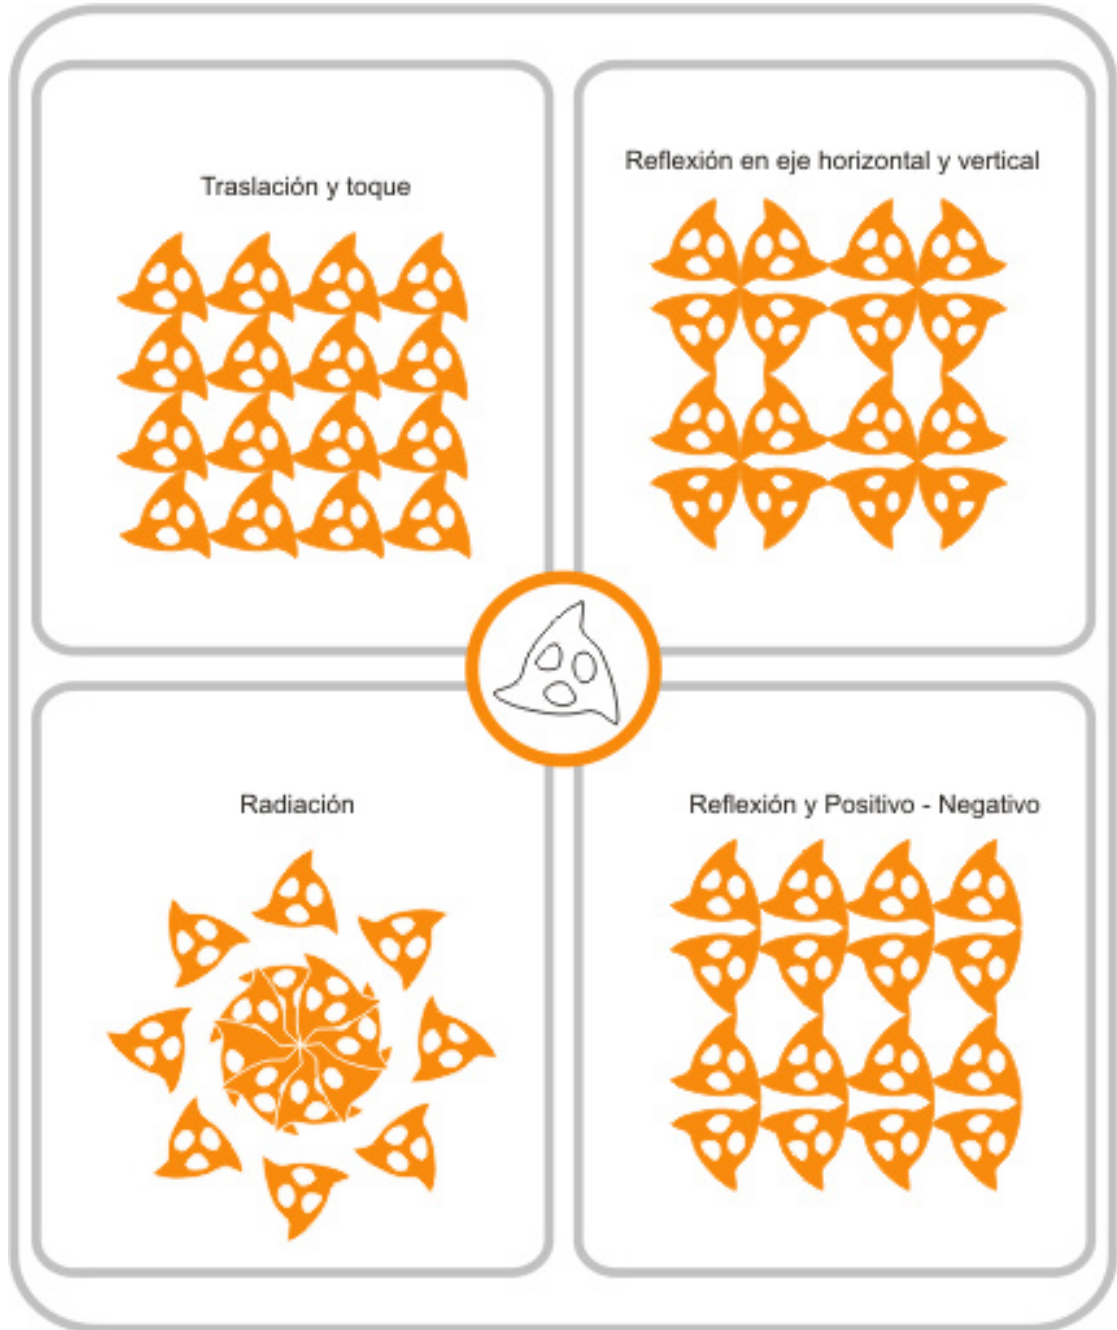 Traslación y toque
Reflexión en eje horizontal y vertical
Radiación
Reflexión y Positivo - Negativo